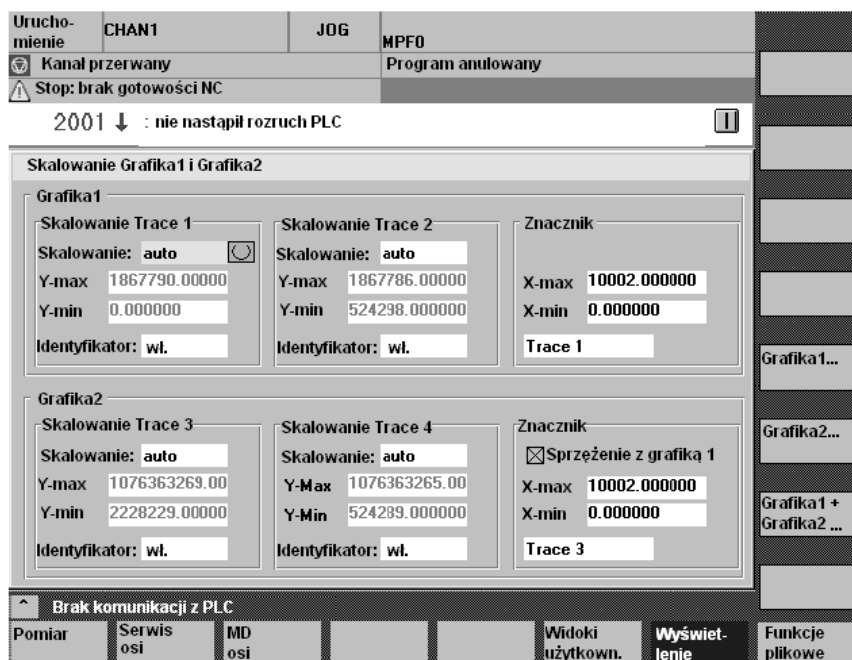 Urucho-
mienie
CHAN1
JOG
MPF0
Kanał przerwany
Program anulowany
Stop: brak gotowości NC
2001 ↓ : nie nastąpił rozruch PLC
Skalowanie Grafika1 i Grafika2
Grafika1
Skalowanie Trace 1
Skalowanie: auto
Y-max 1867790.00000
Y-min 0.000000
Identyfikator: wł.
Skalowanie Trace 2
Skalowanie: auto
Y-max 1867786.00000
Y-min 524298.000000
Identyfikator: wł.
Znacznik
X-max 10002.000000
X-min 0.000000
Trace 1
Grafika2
Skalowanie Trace 3
Skalowanie: auto
Y-max 1076363269.00
Y-min 2228229.00000
Identyfikator: wł.
Skalowanie Trace 4
Skalowanie: auto
Y-Max 1076363265.00
Y-Min 524289.000000
Identyfikator: wł.
Znacznik
Sprzężenie z grafiką 1
X-max 10002.000000
X-min 0.000000
Trace 3
Grafika1...
Grafika2...
Grafika1 +
Grafika2 ...
^ Brak komunikacji z PLC
Pomiar
Serwis
osi
MD
osi
Widoki
użytkown.
Wyświet-
lenie
Funkcje
plikowe